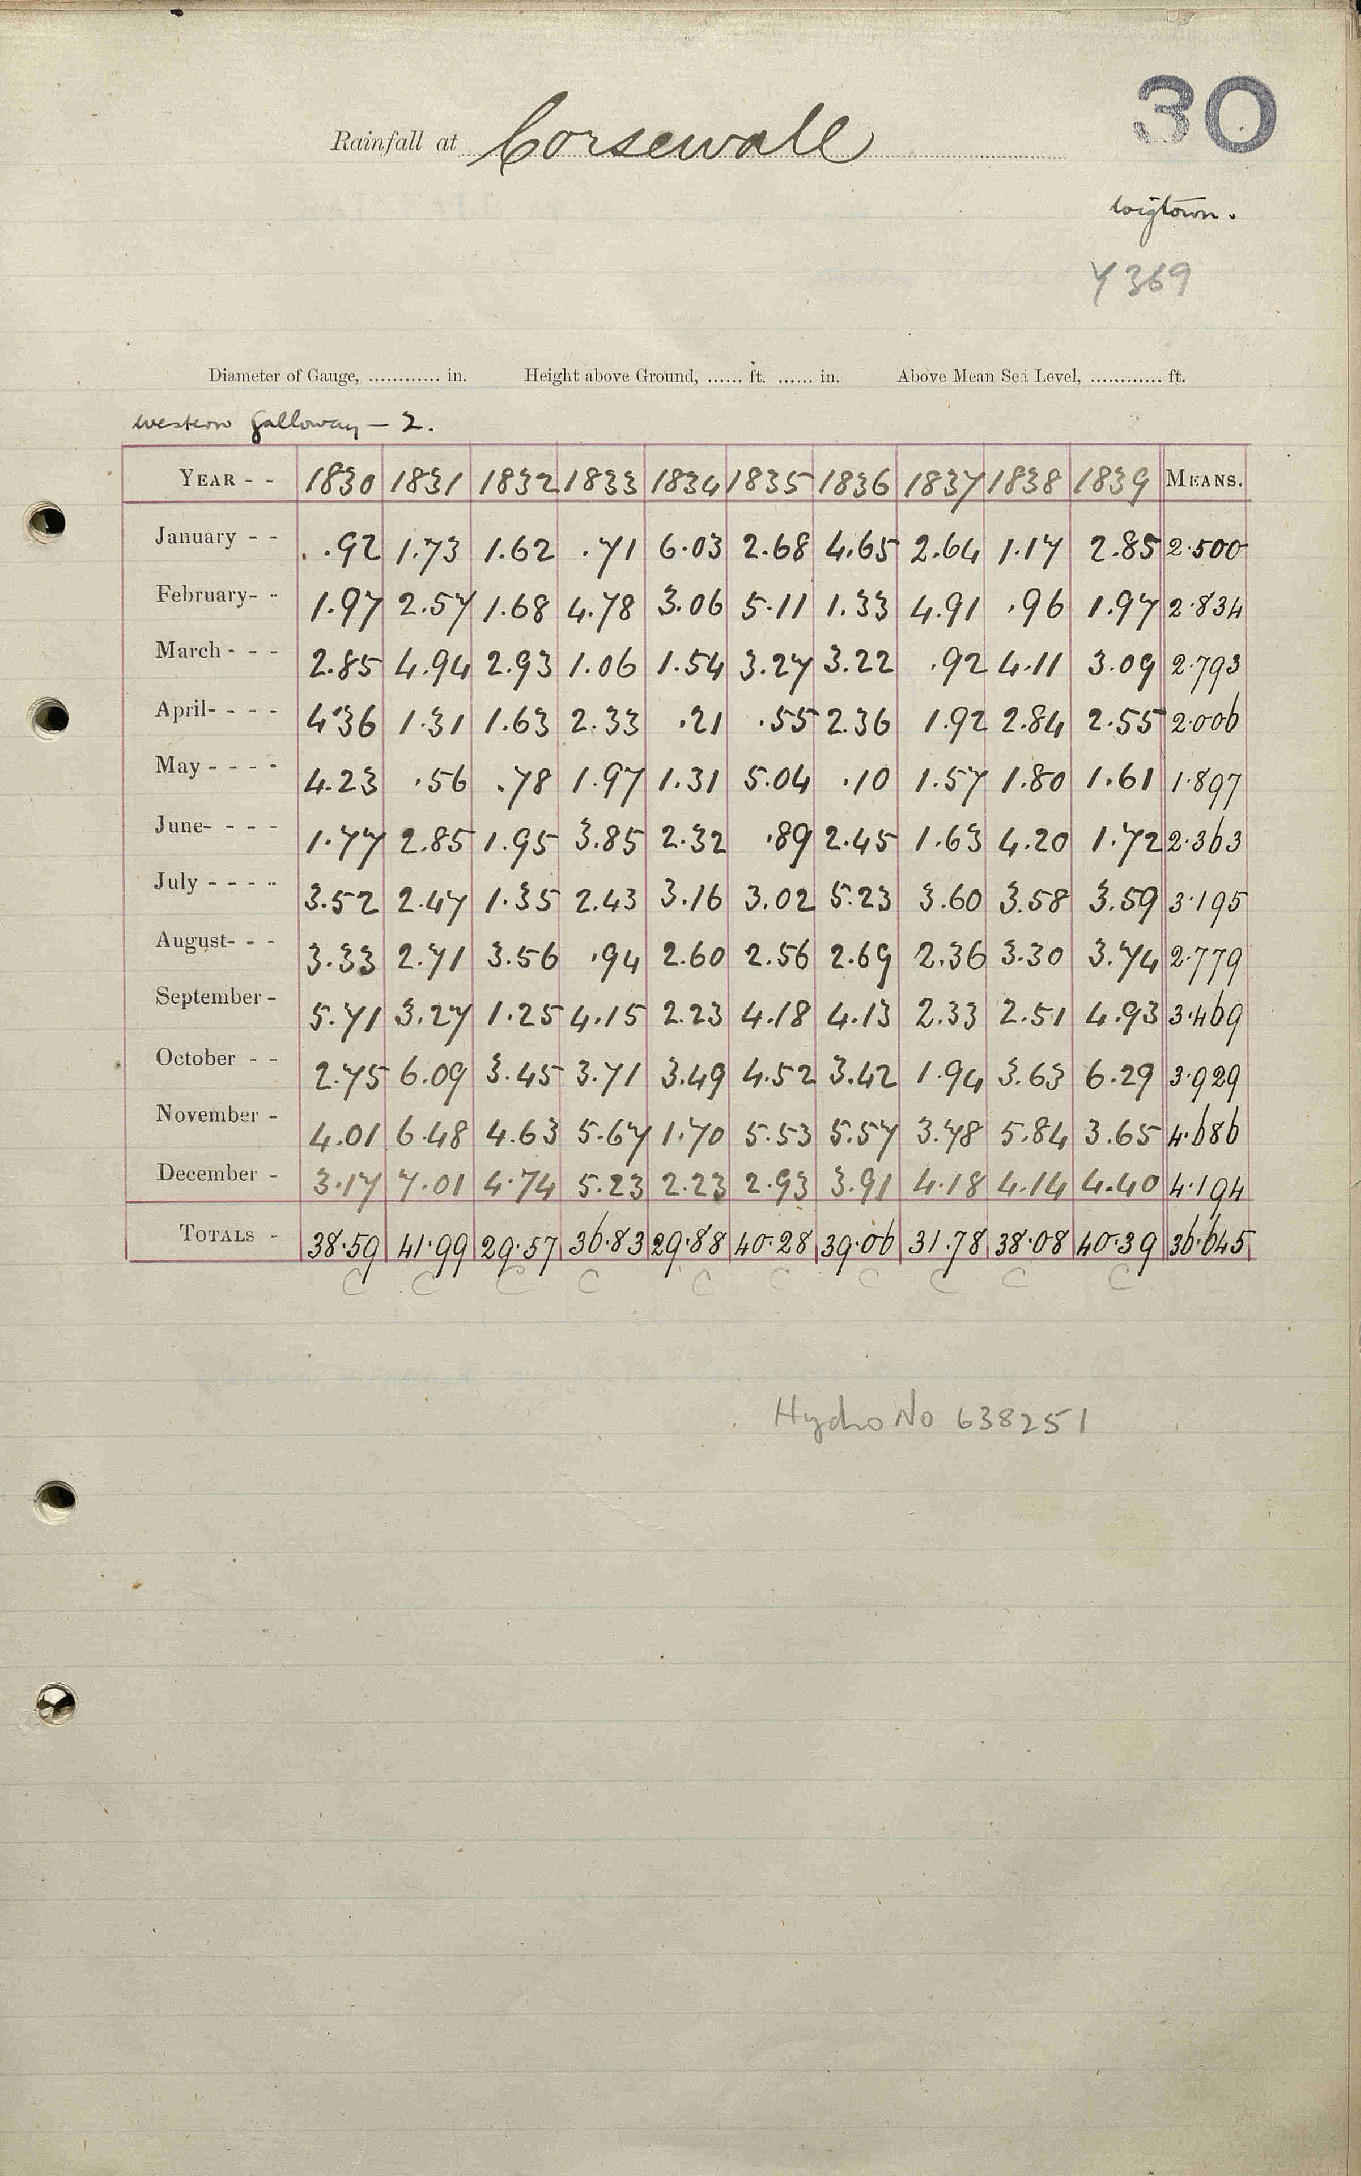 30
Rainfall at Corsewall
Wigtown.
Y 369
Diameter of Gauge, ............ in. Height above Ground, ...... ft. ...... in. Above Mean Sea Level, ............ ft.
Western Galloway — 2.
YEAR - - 1830 1831 1832 1833 1834 1835 1836 1837 1838 1839 MEANS.
January - - .92 1.73 1.62 .71 6.03 2.68 4.65 2.64 1.17 2.85 2.500
February- - 1.97 2.57 1.68 4.78 3.06 5.11 1.33 4.91 .96 1.97 2.834
March - - - 2.85 4.94 2.93 1.06 1.54 3.27 3.22 .92 4.11 3.09 2.793
April- - - - 4.36 1.31 1.63 2.33 .21 .55 2.36 1.92 2.84 2.55 2.006
May - - - - 4.23 .56 .78 1.97 1.31 5.04 .10 1.57 1.80 1.61 1.897
June- - - - 1.77 2.85 1.95 3.85 2.32 .89 2.45 1.63 4.20 1.72 2.363
July - - - - 3.52 2.47 1.35 2.43 3.16 3.02 5.23 3.60 3.58 3.59 3.195
August- - - 3.33 2.71 3.56 .94 2.60 2.56 2.69 2.36 3.30 3.74 2.779
September - 5.71 3.27 1.25 4.15 2.23 4.18 4.13 2.33 2.51 4.93 3.469
October - - 2.75 6.09 3.45 3.71 3.49 4.52 3.42 1.94 3.63 6.29 3.929
November - 4.01 6.48 4.63 5.67 1.70 5.53 5.57 3.78 5.84 3.65 4.686
December - 3.17 7.01 4.74 5.23 2.23 2.93 3.91 4.18 4.14 4.40 4.194
TOTALS - 38.59 41.99 29.57 36.83 29.88 40.28 39.06 31.78 38.08 40.39 36.645
C C C C C C C C C C
Hydro No 638251